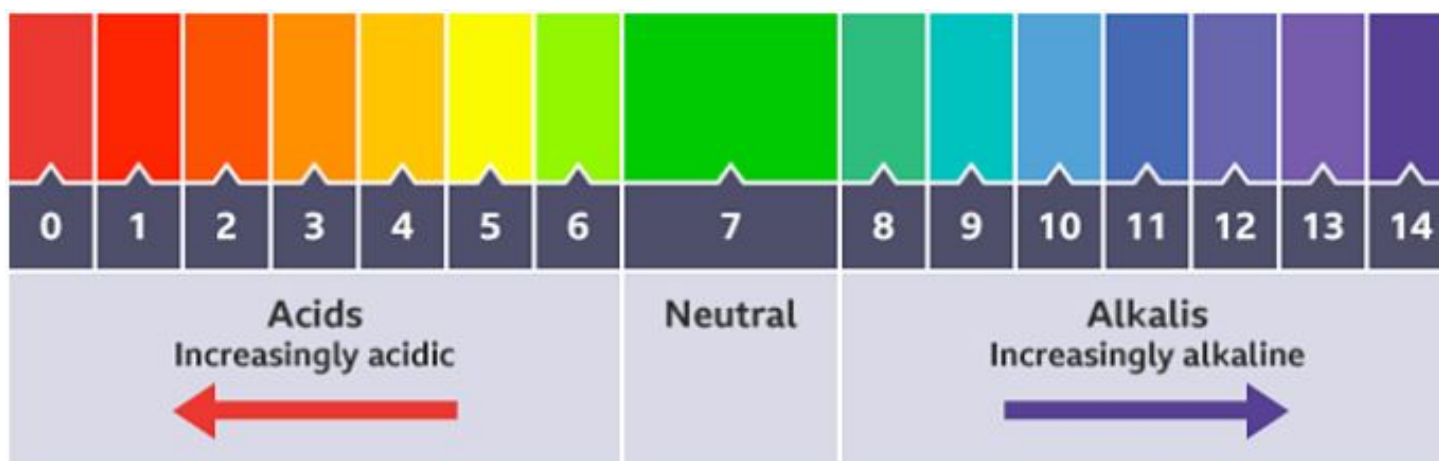 0 1 2 3 4 5 6 7 8 9 10 11 12 13 14
Acids Neutral Alkalis
Increasingly acidic Increasingly alkaline